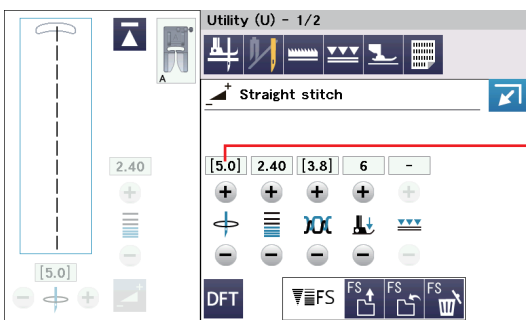 Utility (U) - 1/2
A
Straight stitch
2.40
[5.0] 2.40 [3.8] 6 -
[5.0]
DFT
FS FS FS FS